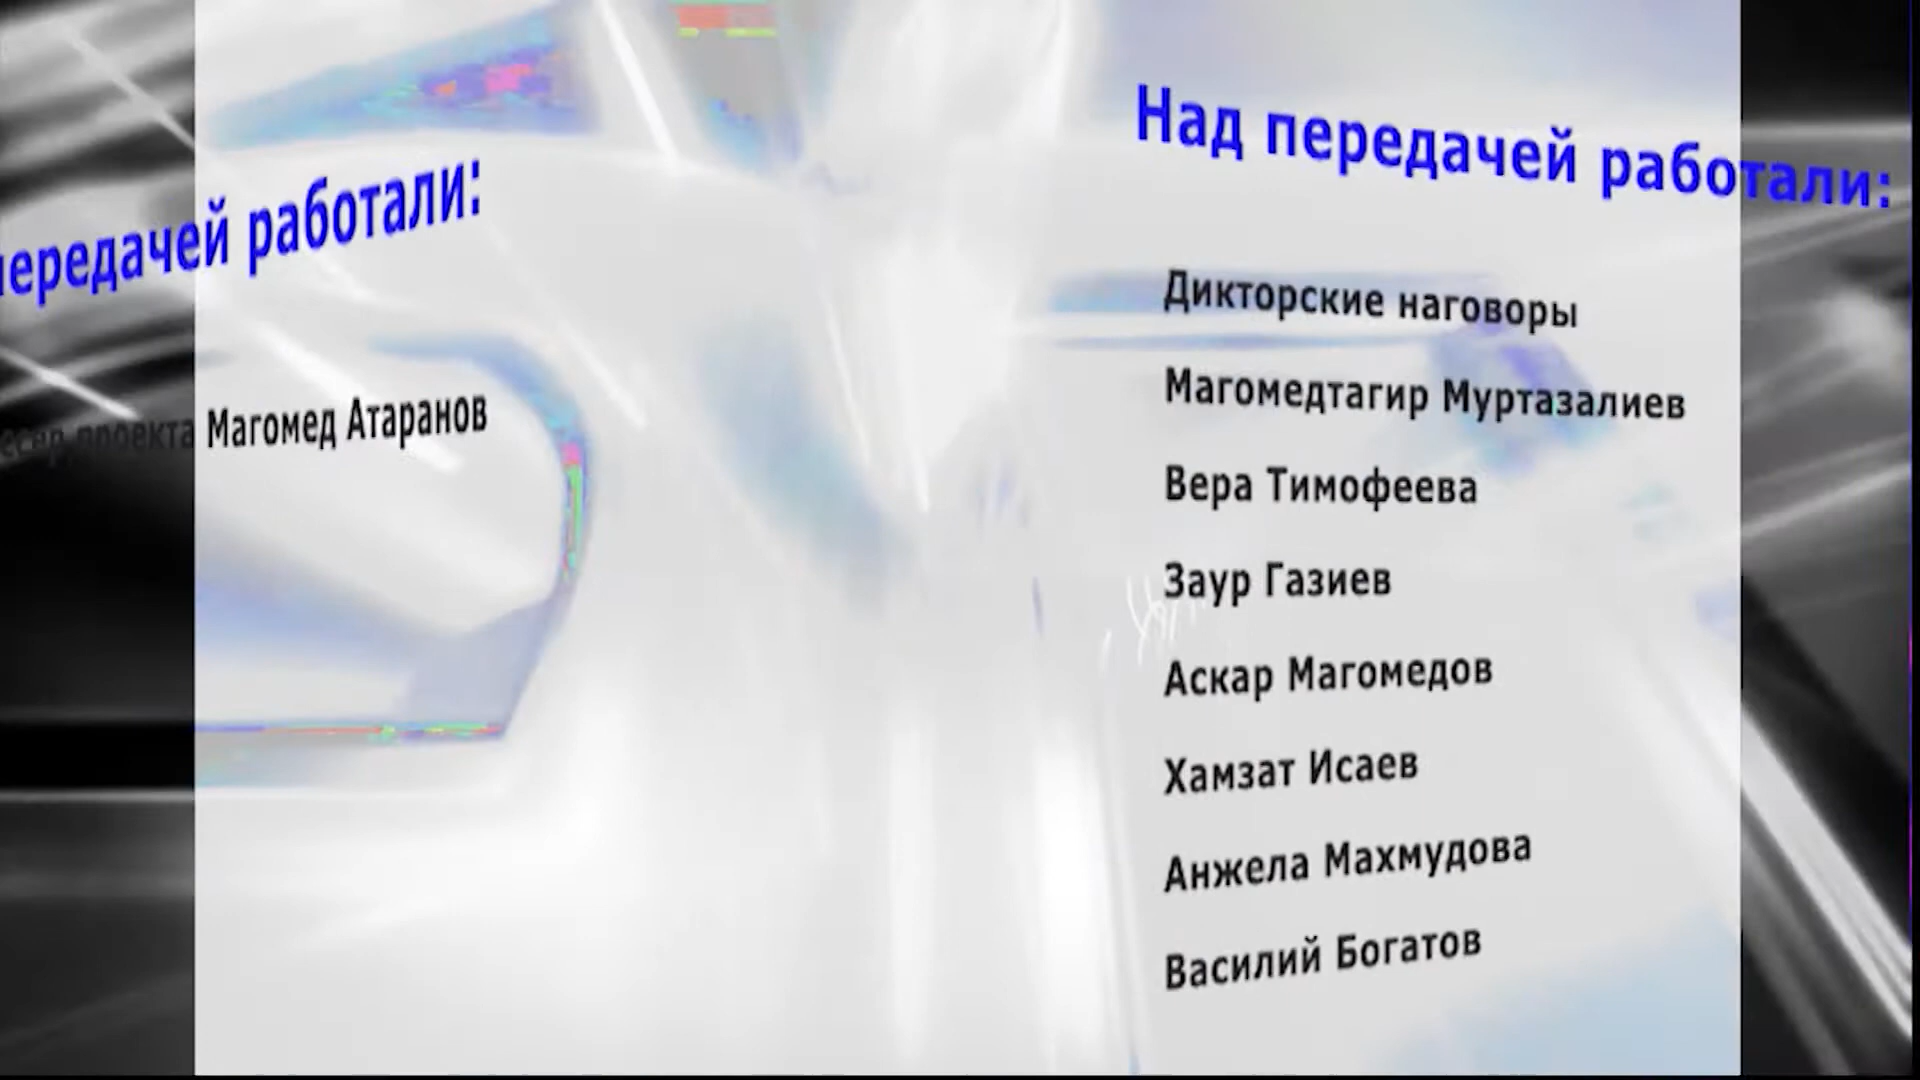 передачей работали:
проекта Магомед Атаранов
Над передачей работали:
Дикторские наговоры
Магомедтагир Муртазалиев
Вера Тимофеева
Заур Газиев
Аскар Магомедов
Хамзат Исаев
Анжела Махмудова
Василий Богатов